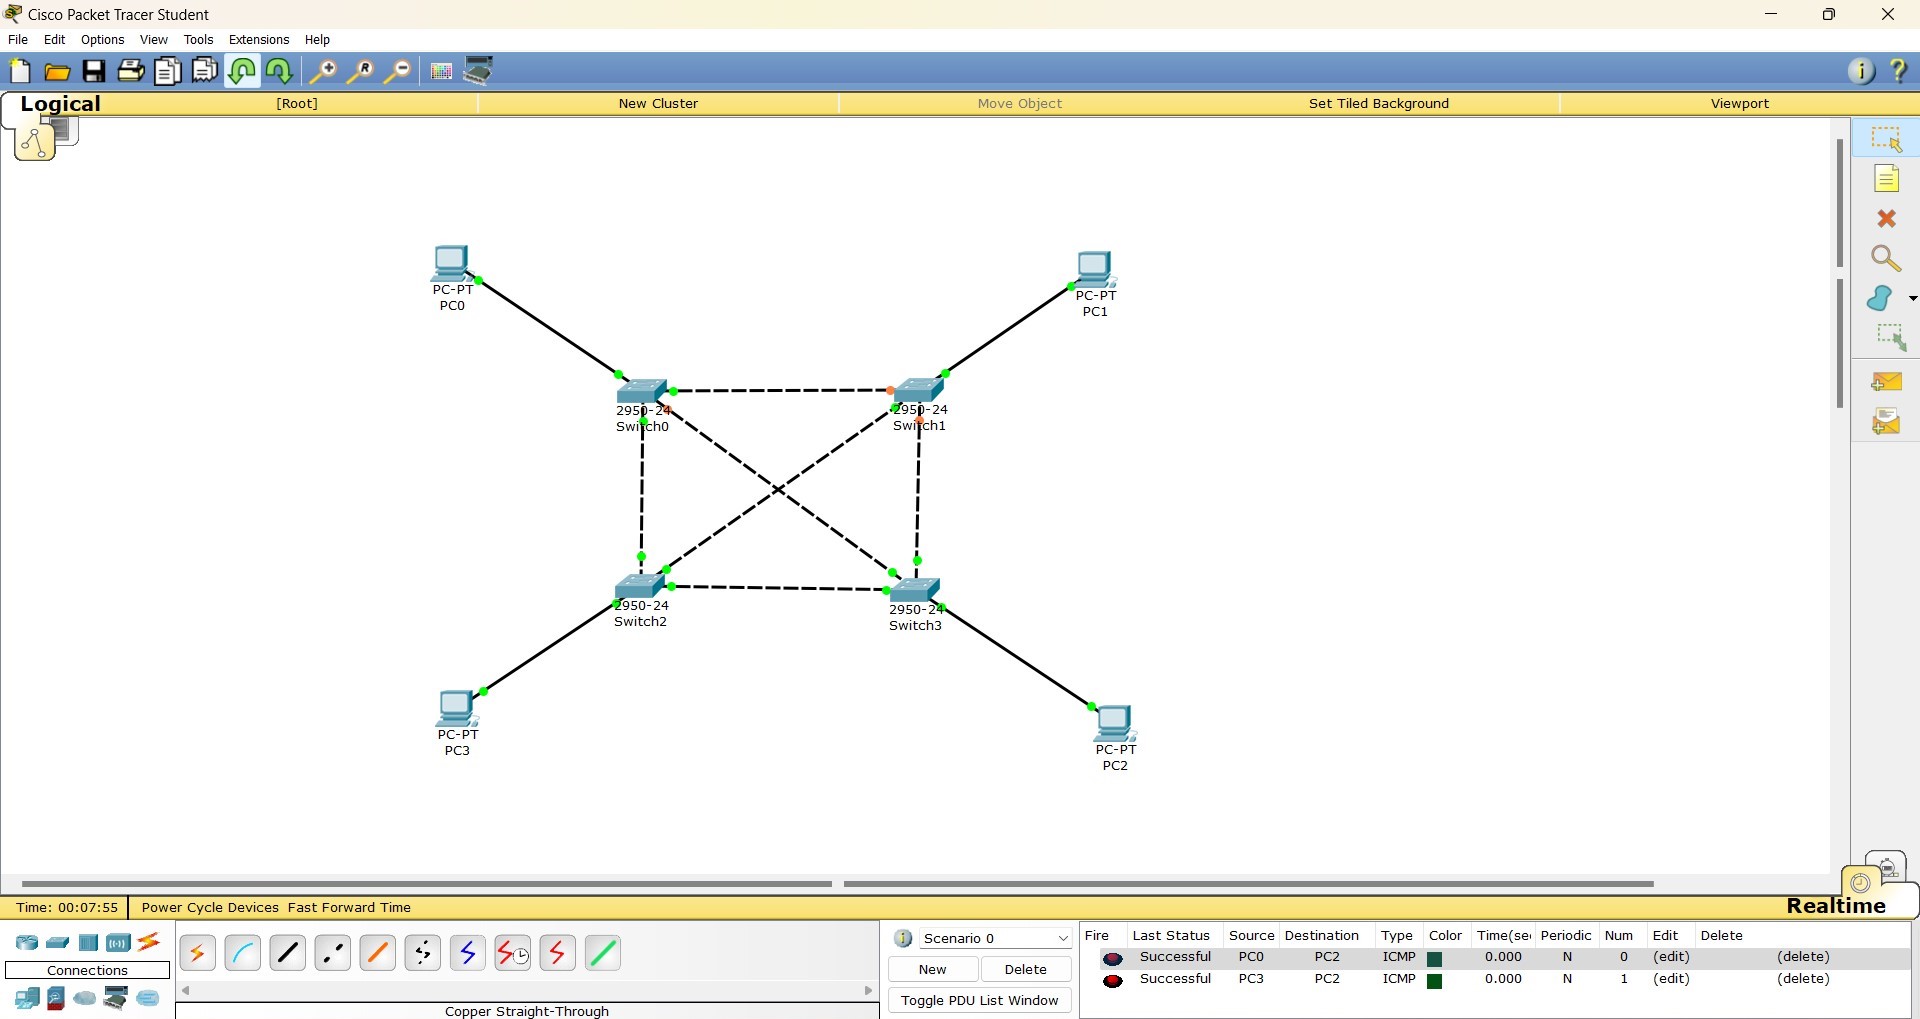 Cisco Packet Tracer Student
File Edit Options View Tools Extensions Help
Logical [Root] New Cluster Move Object Set Tiled Background Viewport
PC-PT
PC0
PC-PT
PC1
2950-24
Switch0
2950-24
Switch1
2950-24
Switch2
2950-24
Switch3
PC-PT
PC3
PC-PT
PC2
Time: 00:07:55 Power Cycle Devices Fast Forward Time Realtime
Connections
Copper Straight-Through
Scenario 0
New Delete
Toggle PDU List Window
Fire Last Status Source Destination Type Color Time(se Periodic Num Edit Delete
Successful PC0 PC2 ICMP 0.000 N 0 (edit) (delete)
Successful PC3 PC2 ICMP 0.000 N 1 (edit) (delete)